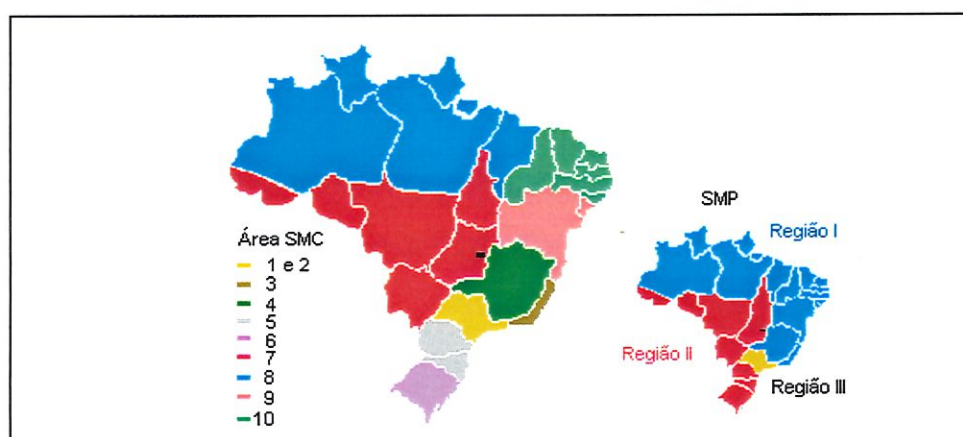 Área SMC
1 e 2
3
4
5
6
7
8
9
10
SMP
Região I
Região II
Região III